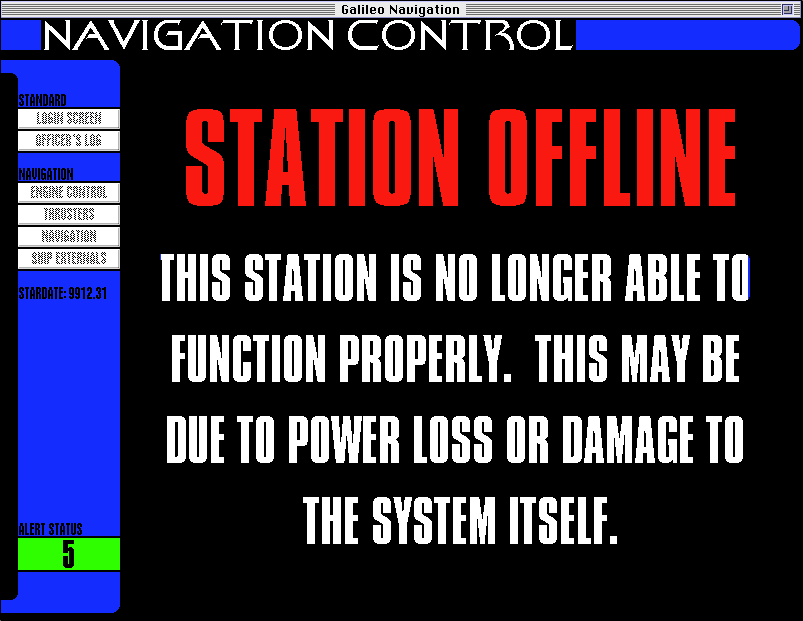 Galileo Navigation
NAVIGATION CONTROL
STANDARD
LOGIN SCREEN
OFFICER'S LOG
NAVIGATION
ENGINE CONTROL
THRUSTERS
NAVIGATION
SHIP EXTERNALS
STARDATE: 9912.31
ALERT STATUS
5
STATION OFFLINE
THIS STATION IS NO LONGER ABLE TO
FUNCTION PROPERLY.  THIS MAY BE
DUE TO POWER LOSS OR DAMAGE TO
THE SYSTEM ITSELF.